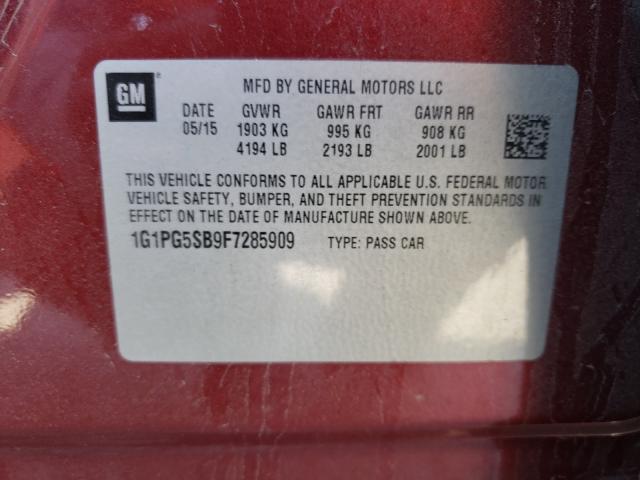 GM ®
MFD BY GENERAL MOTORS LLC
DATE GVWR GAWR FRT GAWR RR
05/15 1903 KG 995 KG 908 KG
4194 LB 2193 LB 2001 LB
THIS VEHICLE CONFORMS TO ALL APPLICABLE U.S. FEDERAL MOTOR
VEHICLE SAFETY, BUMPER, AND THEFT PREVENTION STANDARDS IN
EFFECT ON THE DATE OF MANUFACTURE SHOWN ABOVE.
1G1PG5SB9F7285909 TYPE: PASS CAR